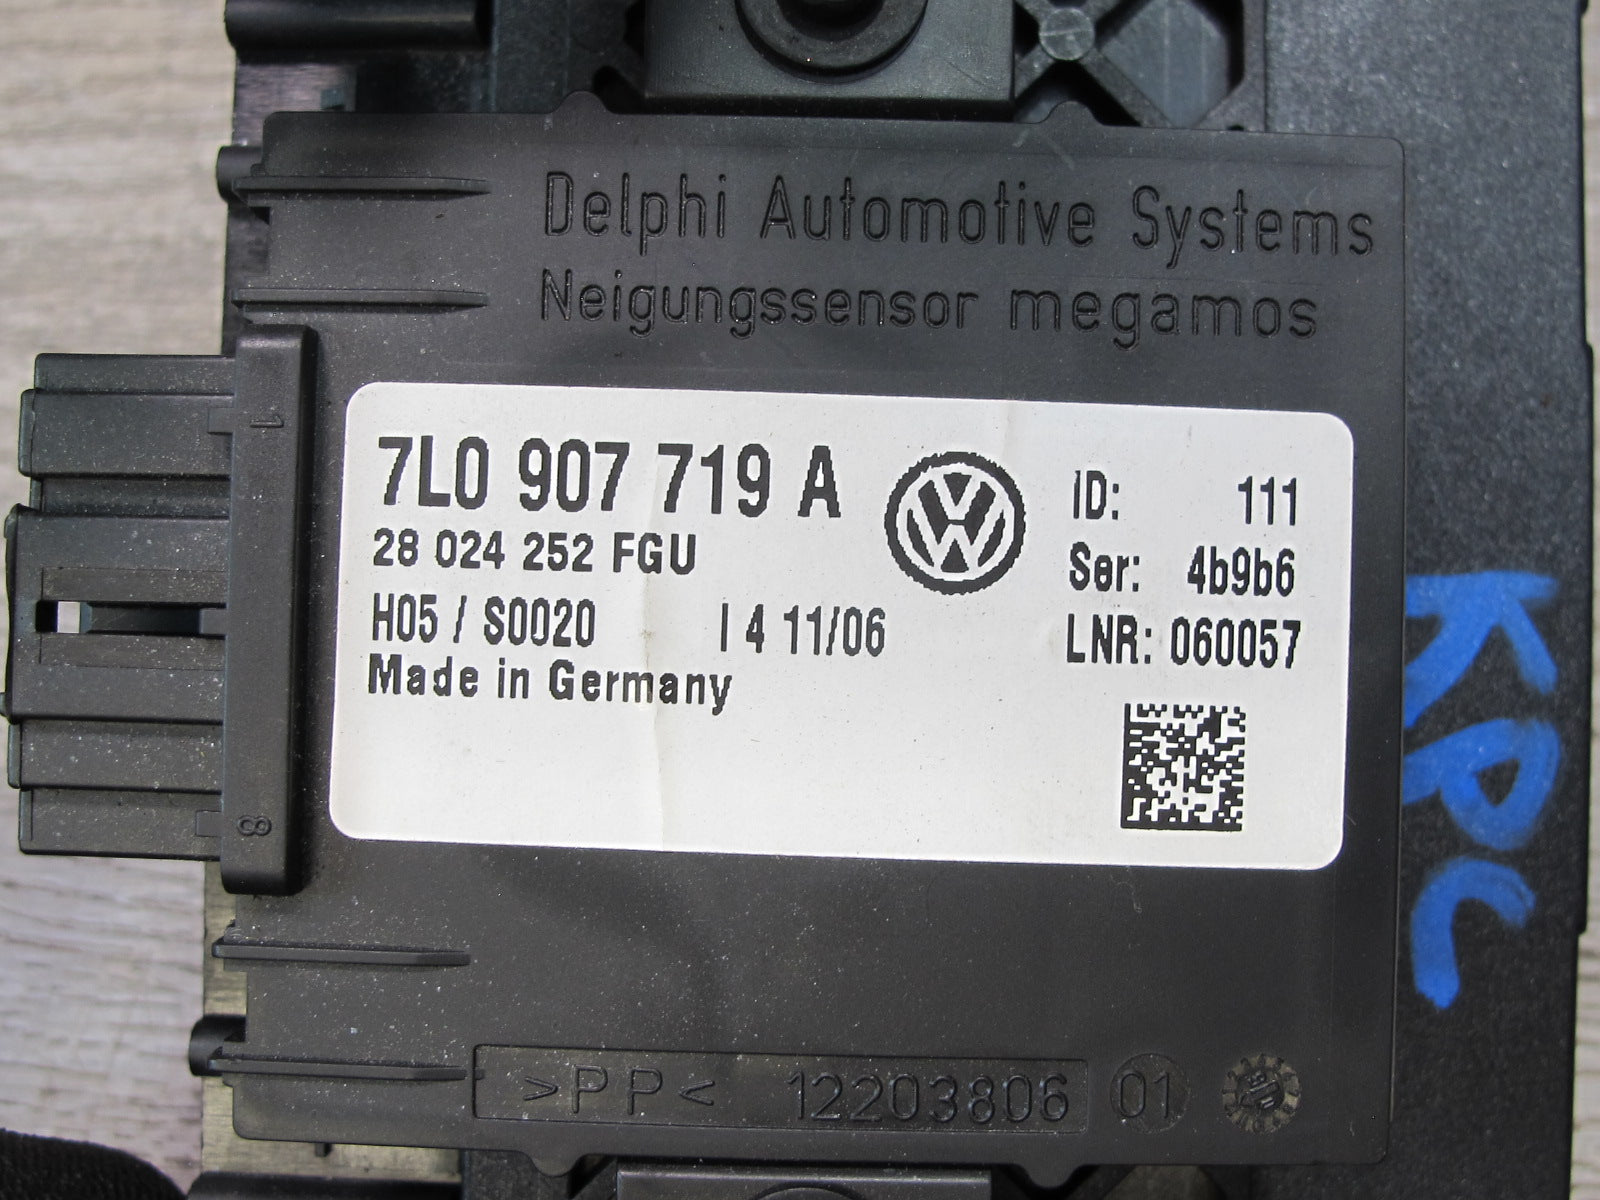 Delphi Automotive Systems
Neigungssensor megamos
7L0 907 719 A
28 024 252 FGU
H05 / S0020 I 4 11/06
Made in Germany
ID: 111
Ser: 4b9b6
LNR: 060057
1
8
>PP< 12203806 01
KPC